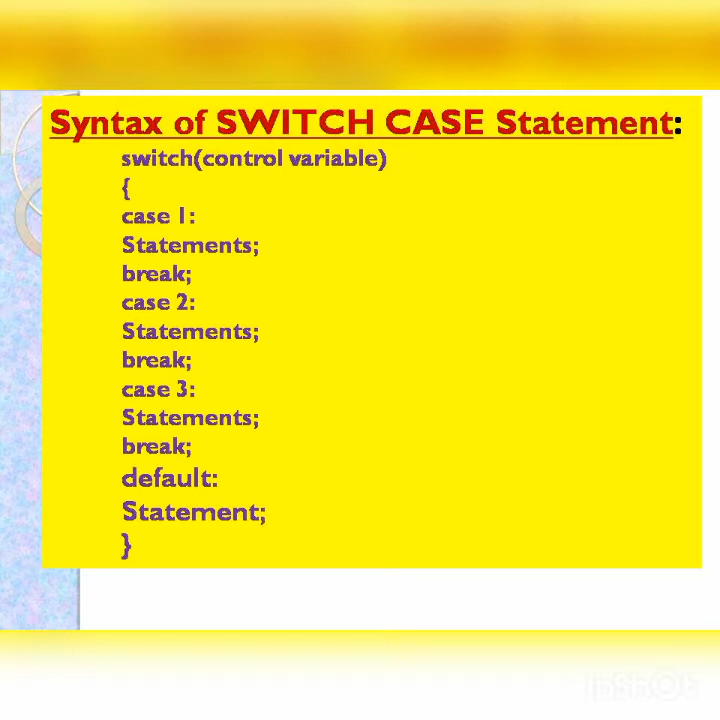 Syntax of SWITCH CASE Statement:
switch(control variable)
{
case 1:
Statements;
break;
case 2:
Statements;
break;
case 3:
Statements;
break;
default:
Statement;
}